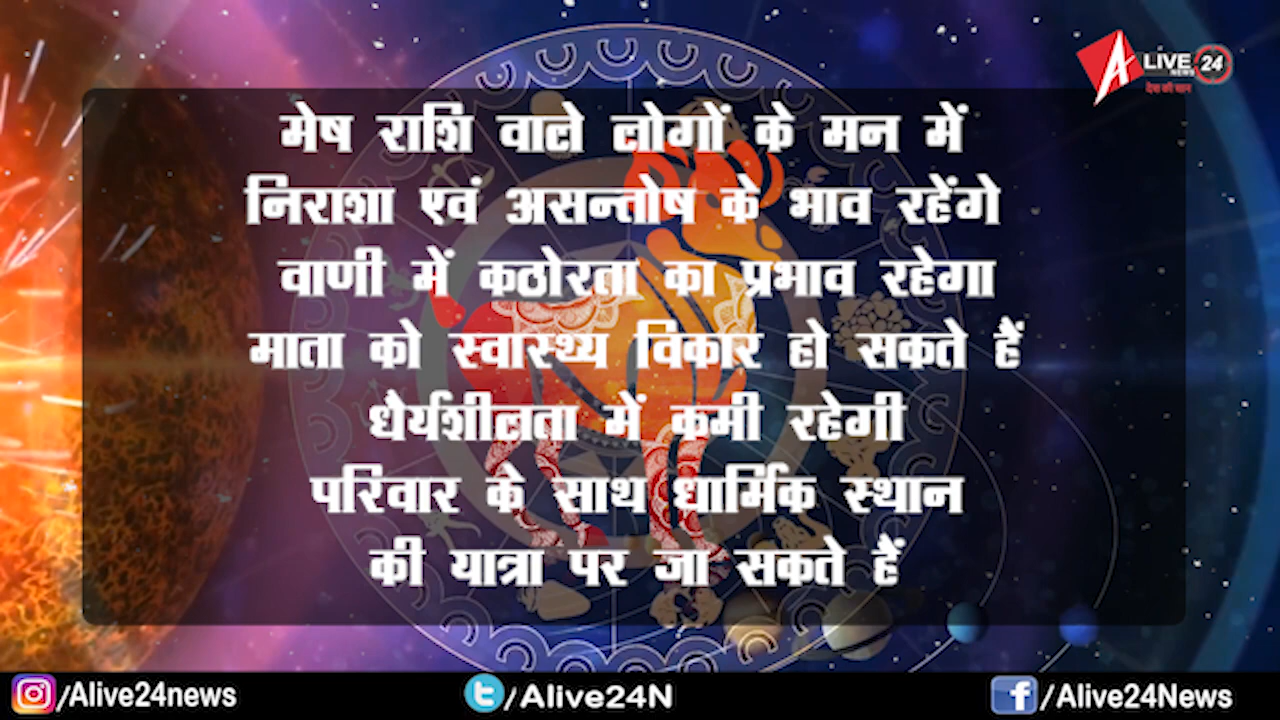 ALIVE 24
NEWS
देश की शान
मेष राशि वाले लोगों के मन में
निराशा एवं असन्तोष के भाव रहेंगे
वाणी में कठोरता का प्रभाव रहेगा
माता को स्वास्थ्य विकार हो सकते हैं
धैर्यशीलता में कमी रहेगी
परिवार के साथ धार्मिक स्थान
की यात्रा पर जा सकते हैं
/Alive24news
/Alive24N
/Alive24News